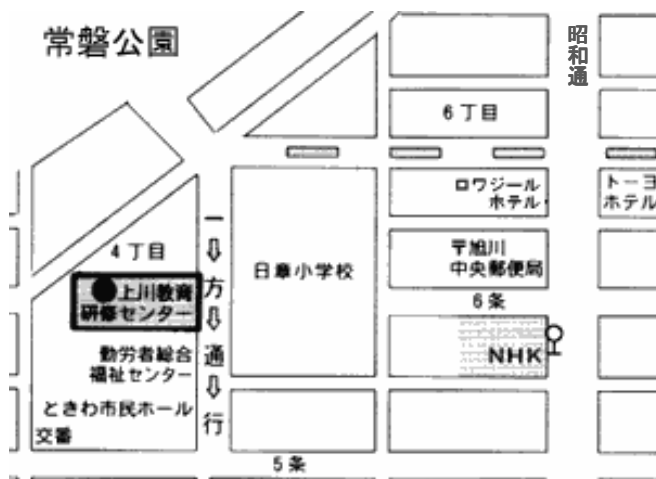 常磐公園
昭和通
6丁目
ロワジール
ホテル
トーヨ
ホテル
4丁目
一方通行
日章小学校
〒旭川
中央郵便局
上川教育
研修センター
6条
NHK
勤労者総合
福祉センター
ときわ市民ホール
交番
5条